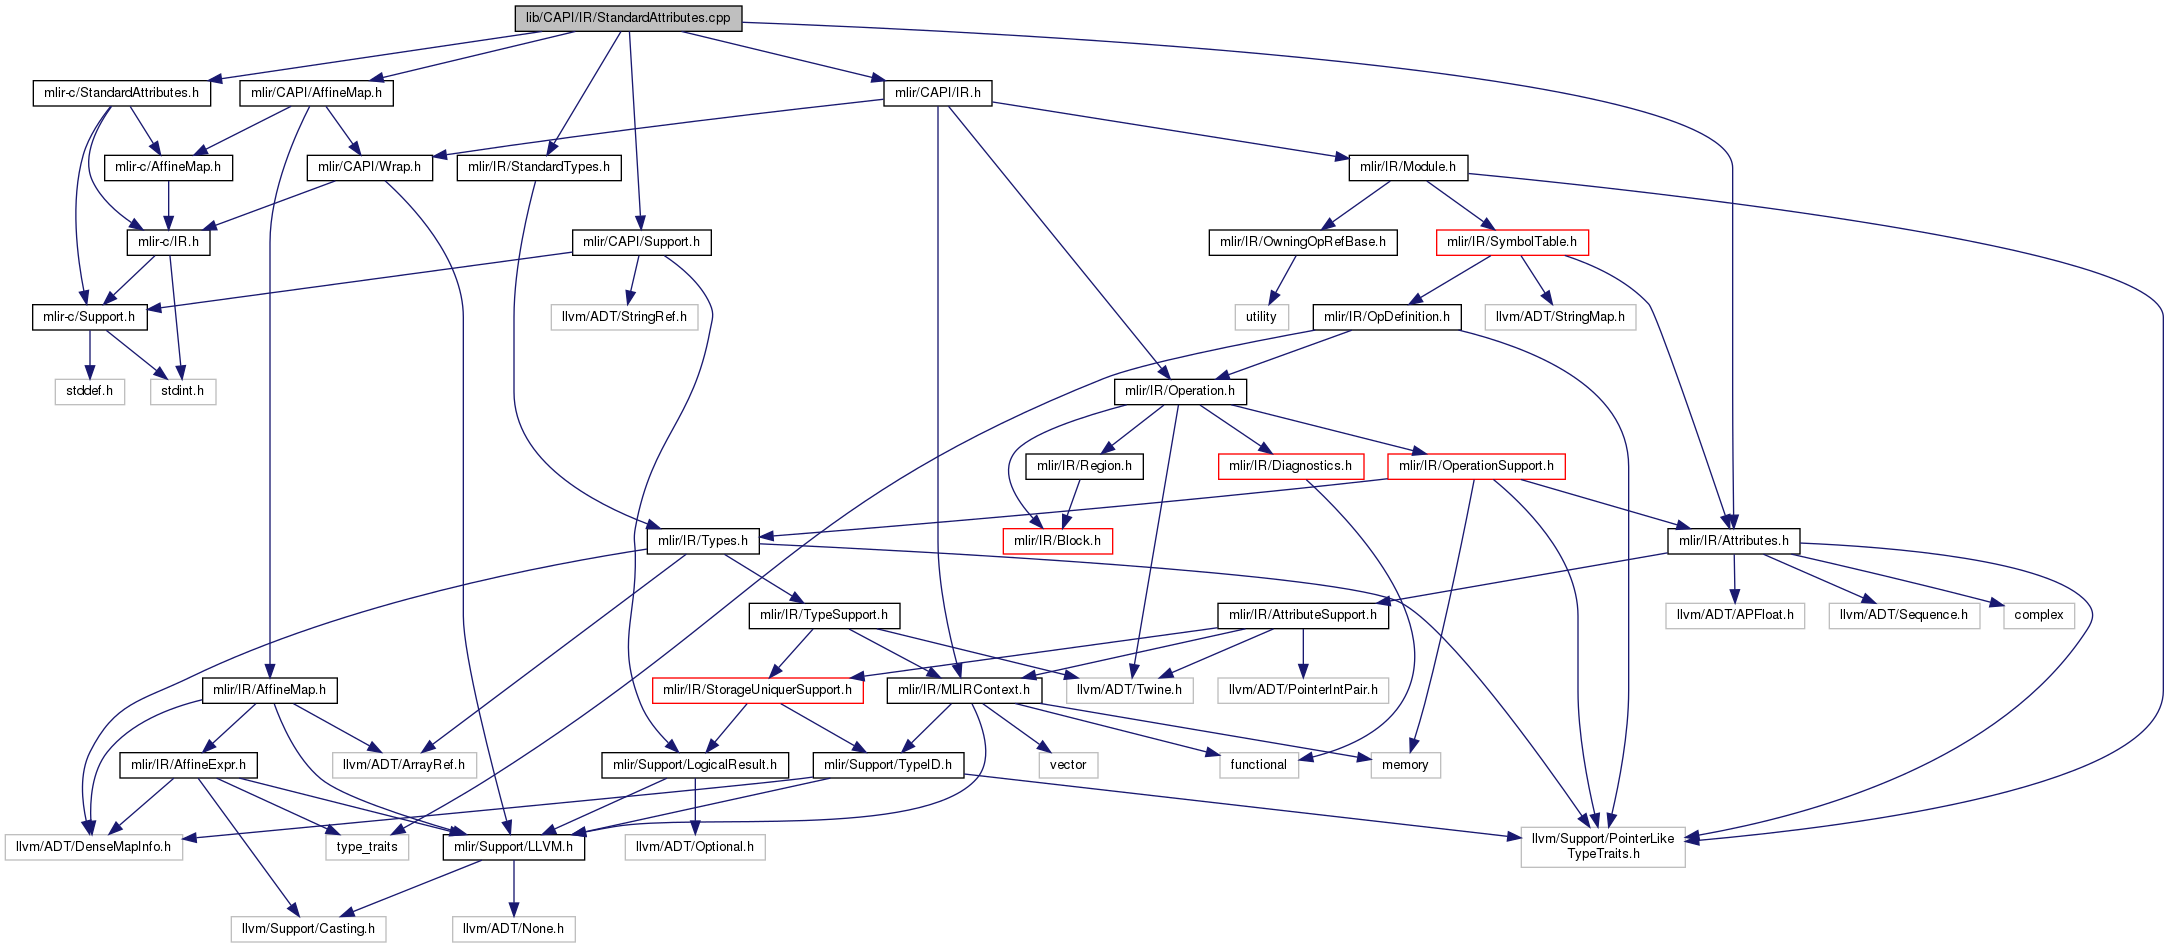 lib/CAPI/IR/StandardAttributes.cpp
mlir-c/StandardAttributes.h
mlir/CAPI/AffineMap.h
mlir/CAPI/IR.h
mlir-c/AffineMap.h
mlir/CAPI/Wrap.h
mlir/IR/StandardTypes.h
mlir/IR/Module.h
mlir-c/IR.h
mlir/CAPI/Support.h
mlir/IR/OwningOpRefBase.h
mlir/IR/SymbolTable.h
mlir-c/Support.h
llvm/ADT/StringRef.h
utility
mlir/IR/OpDefinition.h
llvm/ADT/StringMap.h
stddef.h
stdint.h
mlir/IR/Operation.h
mlir/IR/Region.h
mlir/IR/Diagnostics.h
mlir/IR/OperationSupport.h
mlir/IR/Types.h
mlir/IR/Block.h
mlir/IR/Attributes.h
mlir/IR/TypeSupport.h
mlir/IR/AttributeSupport.h
llvm/ADT/APFloat.h
llvm/ADT/Sequence.h
complex
mlir/IR/AffineMap.h
mlir/IR/StorageUniquerSupport.h
mlir/IR/MLIRContext.h
llvm/ADT/Twine.h
llvm/ADT/PointerIntPair.h
mlir/IR/AffineExpr.h
llvm/ADT/ArrayRef.h
mlir/Support/LogicalResult.h
mlir/Support/TypeID.h
vector
functional
memory
llvm/ADT/DenseMapInfo.h
type_traits
mlir/Support/LLVM.h
llvm/ADT/Optional.h
llvm/Support/PointerLike
TypeTraits.h
llvm/Support/Casting.h
llvm/ADT/None.h